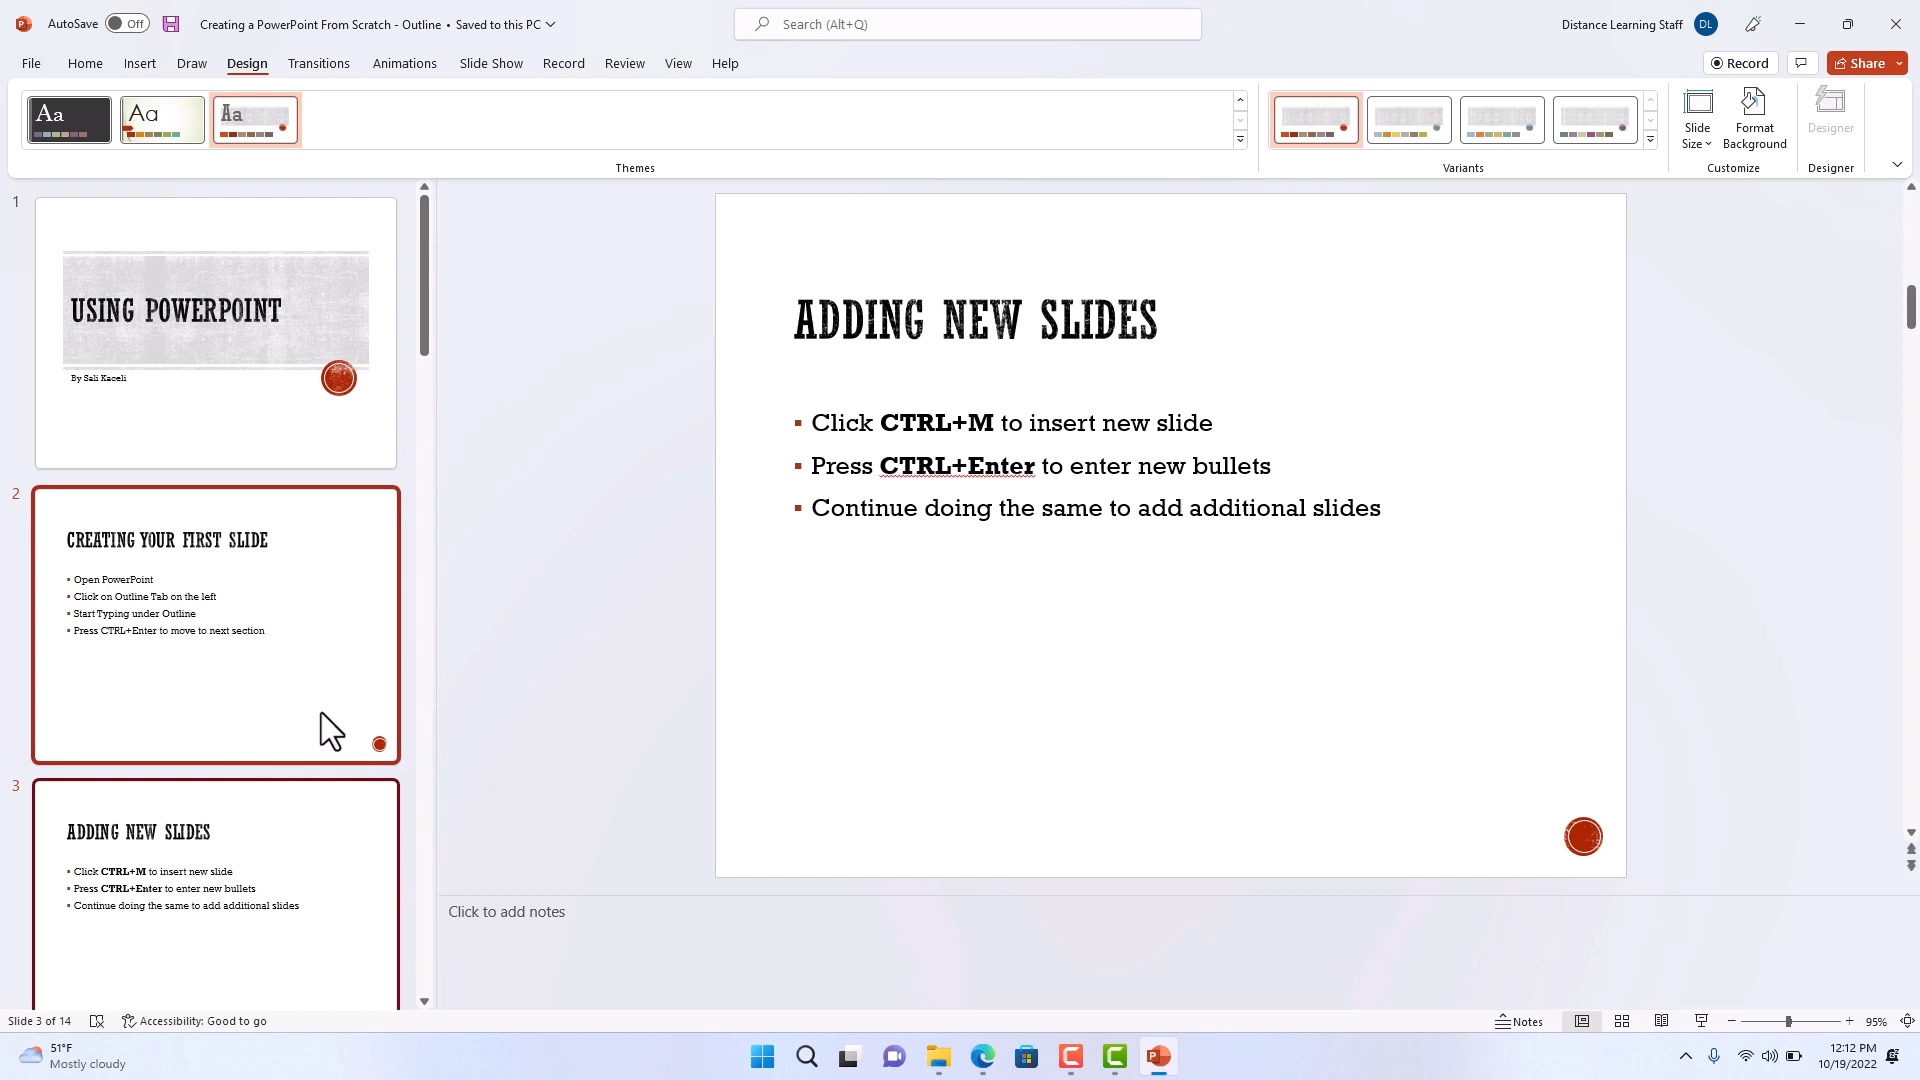 AutoSave Off Creating a PowerPoint From Scratch - Outline • Saved to this PC Search (Alt+Q) Distance Learning Staff DL
File Home Insert Draw Design Transitions Animations Slide Show Record Review View Help Record Share
Aa Aa Aa
Slide Size Format Background Designer
Themes Variants Customize Designer
1
USING POWERPOINT
By Sali Kaceli
2
CREATING YOUR FIRST SLIDE
▪ Open PowerPoint
▪ Click on Outline Tab on the left
▪ Start Typing under Outline
▪ Press CTRL+Enter to move to next section
3
ADDING NEW SLIDES
▪ Click CTRL+M to insert new slide
▪ Press CTRL+Enter to enter new bullets
▪ Continue doing the same to add additional slides
ADDING NEW SLIDES
▪ Click CTRL+M to insert new slide
▪ Press CTRL+Enter to enter new bullets
▪ Continue doing the same to add additional slides
Click to add notes
Slide 3 of 14 Accessibility: Good to go Notes 95%
51°F
Mostly cloudy
12:12 PM
10/19/2022